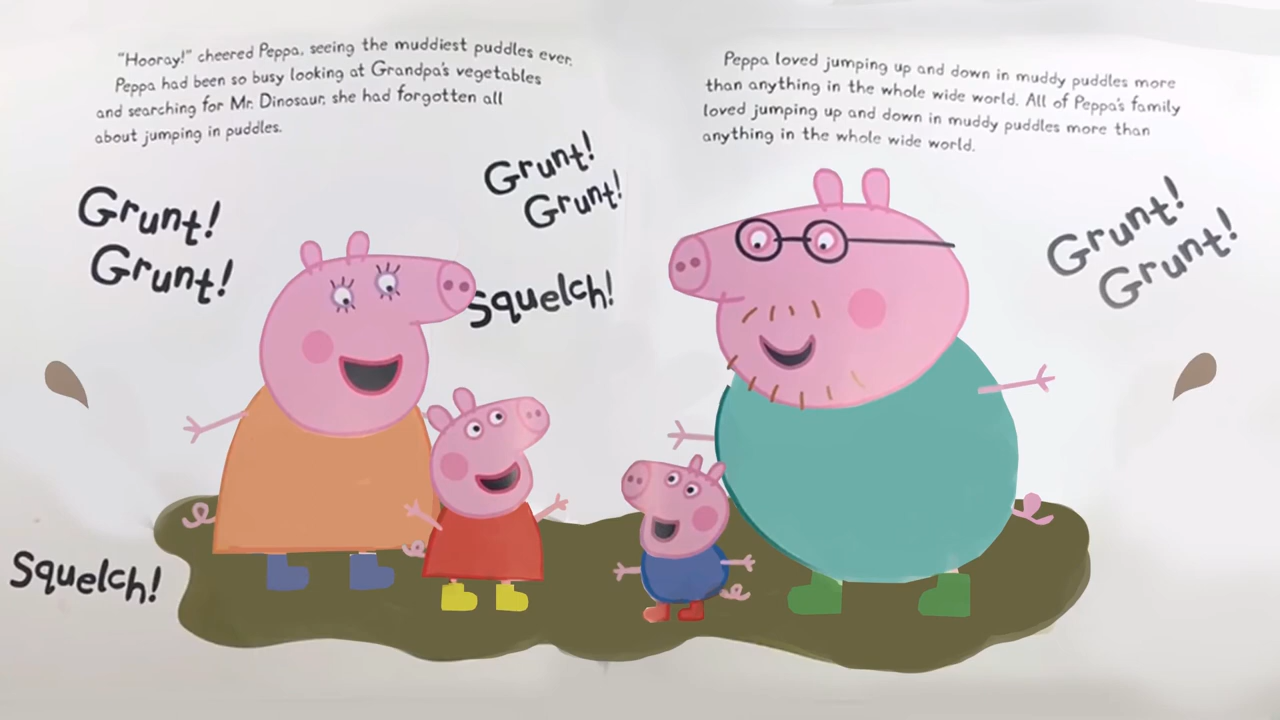 "Hooray!" cheered Peppa, seeing the muddiest puddles ever.
Peppa had been so busy looking at Grandpa's vegetables
and searching for Mr. Dinosaur, she had forgotten all
about jumping in puddles.
Grunt!
Grunt!
Grunt!
Grunt!
Squelch!
Squelch!
Peppa loved jumping up and down in muddy puddles more
than anything in the whole wide world. All of Peppa's family
loved jumping up and down in muddy puddles more than
anything in the whole wide world.
Grunt!
Grunt!